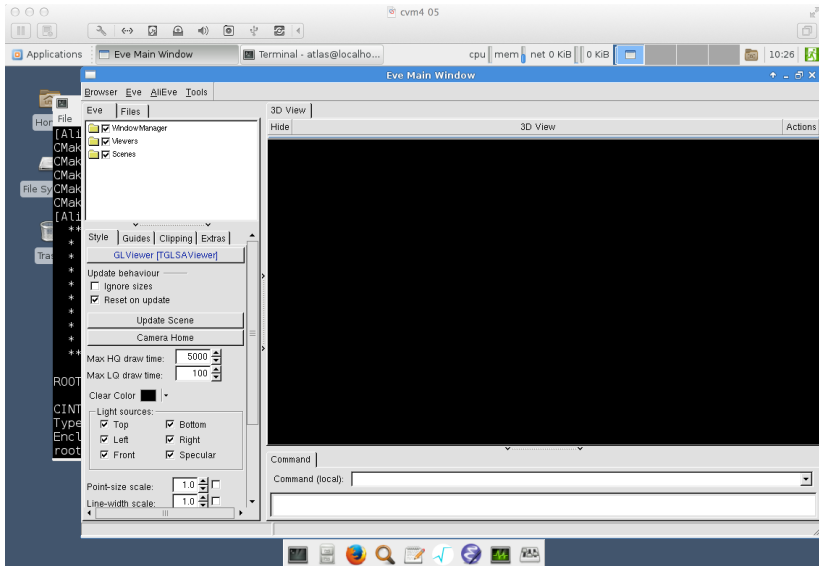 cvm4 05
Applications
Eve Main Window
Terminal - atlas@localho...
cpu
mem
net 0 KiB
0 KiB
10:26
Eve Main Window
Browser Eve AliEve Tools
Eve Files
WindowManager
Viewers
Scenes
Style Guides Clipping Extras
GLViewer [TGLSAViewer]
Update behaviour
Ignore sizes
Reset on update
Update Scene
Camera Home
Max HQ draw time: 5000
Max LQ draw time: 100
Clear Color
Light sources:
Top Bottom
Left Right
Front Specular
Point-size scale: 1.0
Line-width scale: 1.0
3D View
Hide 3D View Actions
Command
Command (local):
Hor
File Sy
Tras
File
[Ali
CMak
CMak
CMak
CMak
CMak
[Ali
**
*
*
*
*
*
*
*
*
**
ROOT
CINT
Type
Encl
root